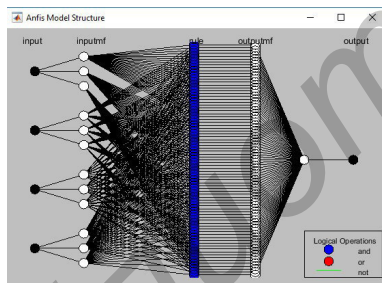 Anfis Model Structure
input inputmf rule outputmf output
Logical Operations
and
or
not